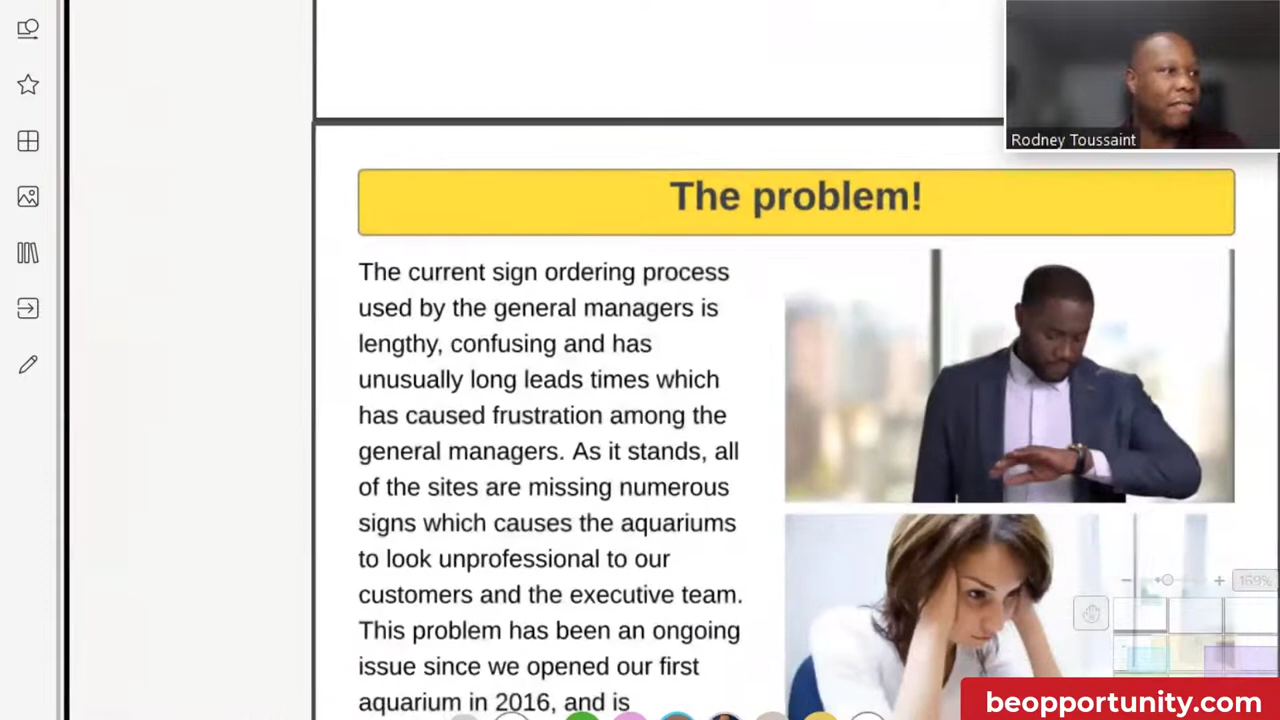 Rodney Toussaint
The problem!
The current sign ordering process
used by the general managers is
lengthy, confusing and has
unusually long leads times which
has caused frustration among the
general managers. As it stands, all
of the sites are missing numerous
signs which causes the aquariums
to look unprofessional to our
customers and the executive team.
This problem has been an ongoing
issue since we opened our first
aquarium in 2016, and is
169%
beopportunity.com